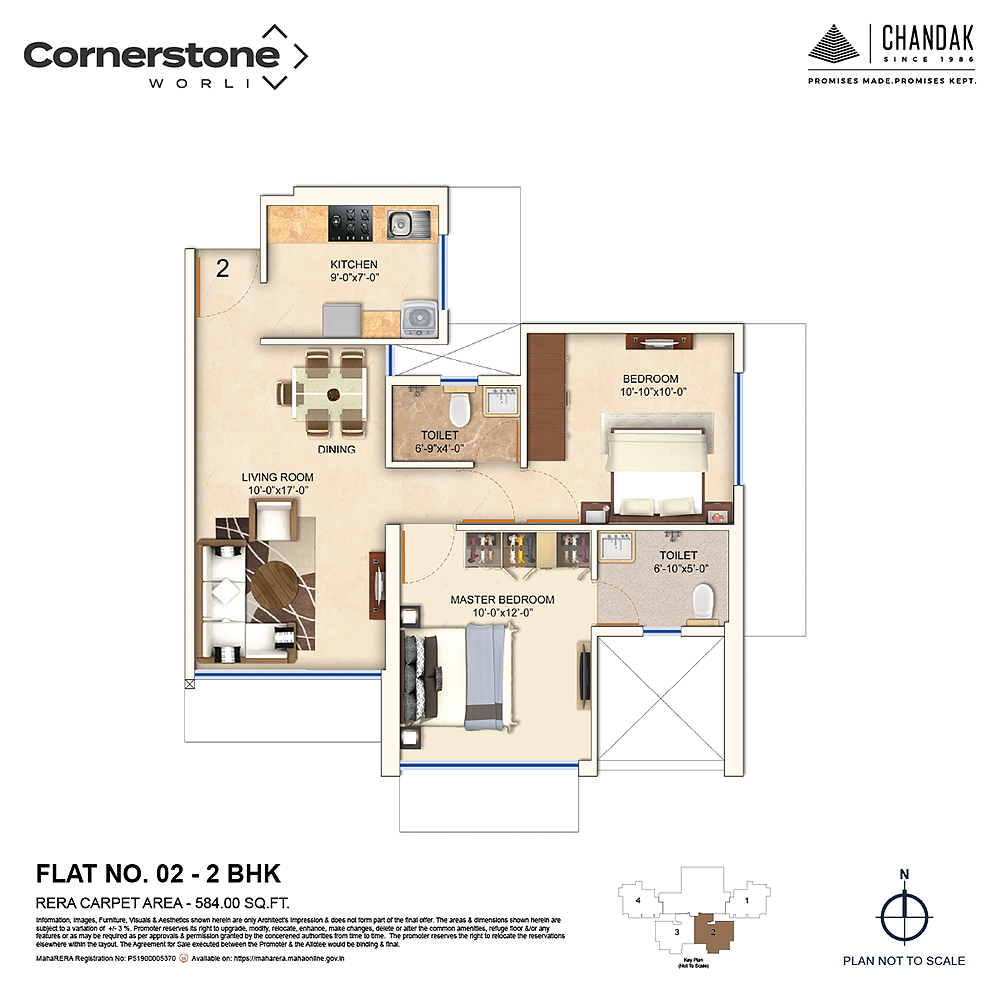 Cornerstone
WORLI
CHANDAK
SINCE 1986
PROMISES MADE.PROMISES KEPT.
2
KITCHEN
9'-0"x7'-0"
BEDROOM
10'-10"x10'-0"
TOILET
6'-9"x4'-0"
DINING
LIVING ROOM
10'-0"x17'-0"
TOILET
6'-10"x5'-0"
MASTER BEDROOM
10'-0"x12'-0"
FLAT NO. 02 - 2 BHK
RERA CARPET AREA - 584.00 SQ.FT.
Information, Images, Furniture, Visuals & Aesthetics shown herein are only Architect's Impression & does not form part of the final offer. The areas & dimensions shown herein are
subject to a variation of +/- 3 %. Promoter reserves its right to upgrade, modify, relocate, enhance, make changes, delete or alter the common amenities, refuge floor &/or any
features or as may be required as per approvals & permission granted by the concerened authorities from time to time. The promoter reserves the right to relocate the reservations
elsewhere within the layout. The Agreement for Sale executed between the Promoter & the Allotee would be binding & final.
MahaRERA Registration No: P51900005370 Available on: https://maharera.mahaonline.gov.in
4
1
3
2
Key Plan
(Not To Scale)
N
PLAN NOT TO SCALE